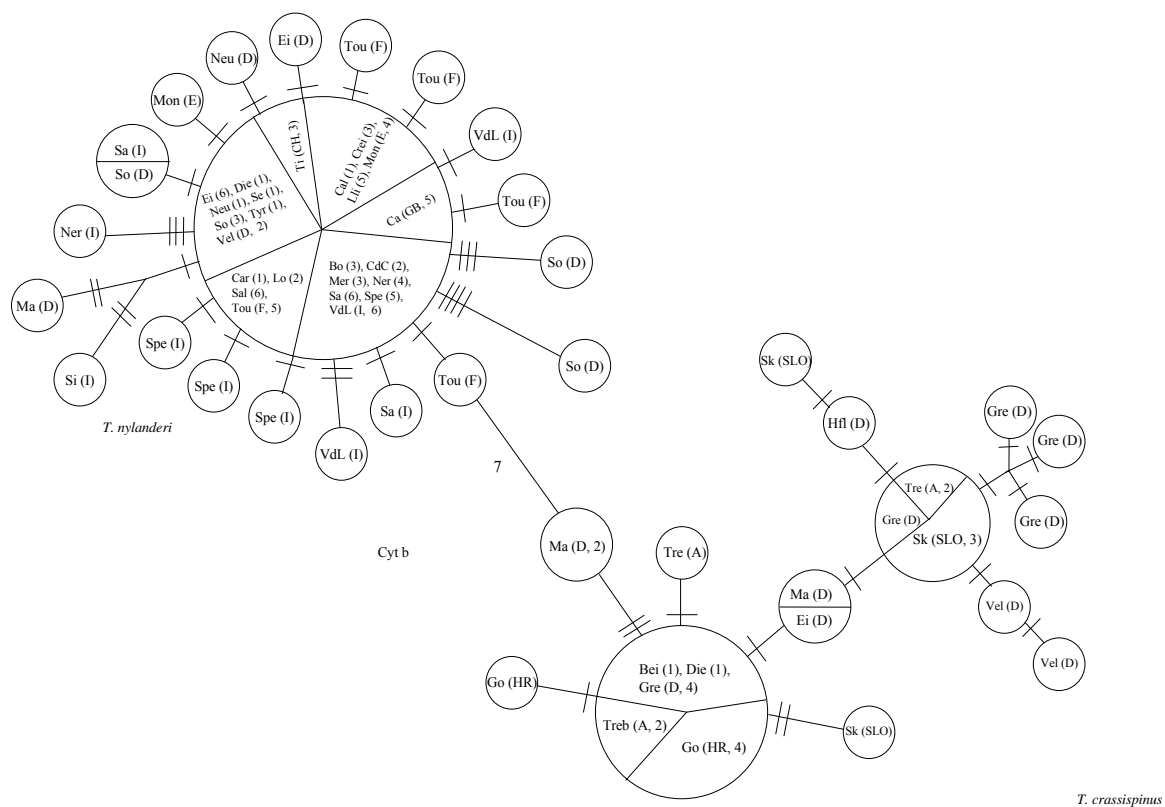 Ei (D)
Tou (F)
Neu (D)
Tou (F)
Mon (E)
VdL (I)
Sa (I)
So (D)
Ti (CH, 3)
Cal (1), Crei (3),
Lli (5), Mon (E, 4)
Ei (6), Die (1),
Neu (1), Se (1),
So (3), Tyr (1),
Vel (D, 2)
Ca (GB, 5)
Tou (F)
Ner (I)
So (D)
Car (1), Lo (2)
Sal (6),
Tou (F, 5)
Bo (3), CdC (2),
Mer (3), Ner (4),
Sa (6), Spe (5),
VdL (I, 6)
Ma (D)
Spe (I)
Si (I)
Spe (I)
Spe (I)
VdL (I)
Sa (I)
Tou (F)
So (D)
T. nylanderi
7
Cyt b
Ma (D, 2)
Tre (A)
Sk (SLO)
Hfl (D)
Gre (D)
Gre (D)
Gre (D)
Tre (A, 2)
Gre (D)
Sk (SLO, 3)
Ma (D)
Ei (D)
Vel (D)
Vel (D)
Go (HR)
Bei (1), Die (1),
Gre (D, 4)
Treb (A, 2)
Go (HR, 4)
Sk (SLO)
T. crassispinus